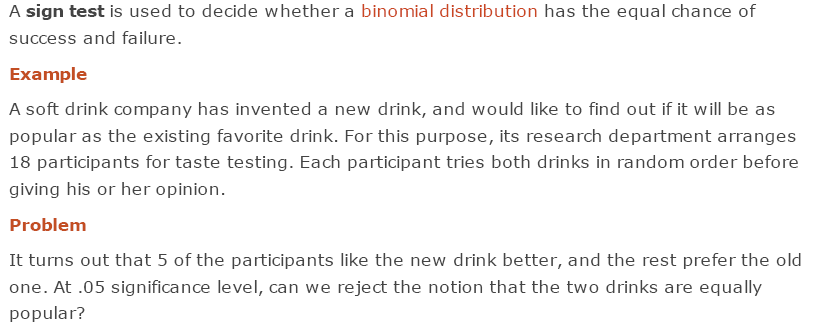 A sign test is used to decide whether a binomial distribution has the equal chance of
success and failure.
Example
A soft drink company has invented a new drink, and would like to find out if it will be as
popular as the existing favorite drink. For this purpose, its research department arranges
18 participants for taste testing. Each participant tries both drinks in random order before
giving his or her opinion.
Problem
It turns out that 5 of the participants like the new drink better, and the rest prefer the old
one. At .05 significance level, can we reject the notion that the two drinks are equally
popular?